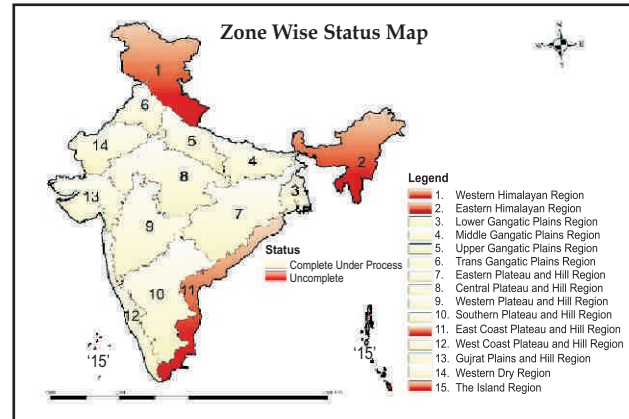 Zone Wise Status Map
N
1
6
5
14
4
2
8
3
13
7
9
10
11
12
'15'
'15'
Status
Complete Under Process
Uncomplete
Legend
1. Western Himalayan Region
2. Eastern Himalayan Region
3. Lower Gangatic Plains Region
4. Middle Gangatic Plains Region
5. Upper Gangatic Plains Region
6. Trans Gangatic Plains Region
7. Eastern Plateau and Hill Region
8. Central Plateau and Hill Region
9. Western Plateau and Hill Region
10. Southern Plateau and Hill Region
11. East Coast Plateau and Hill Region
12. West Coast Plateau and Hill Region
13. Gujrat Plains and Hill Region
14. Western Dry Region
15. The Island Region